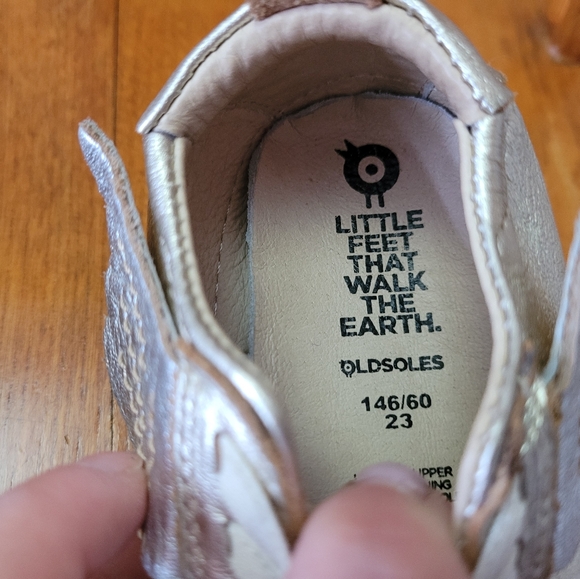 LITTLE
FEET
THAT
WALK
THE
EARTH.
OLDSOLES
146/60
23